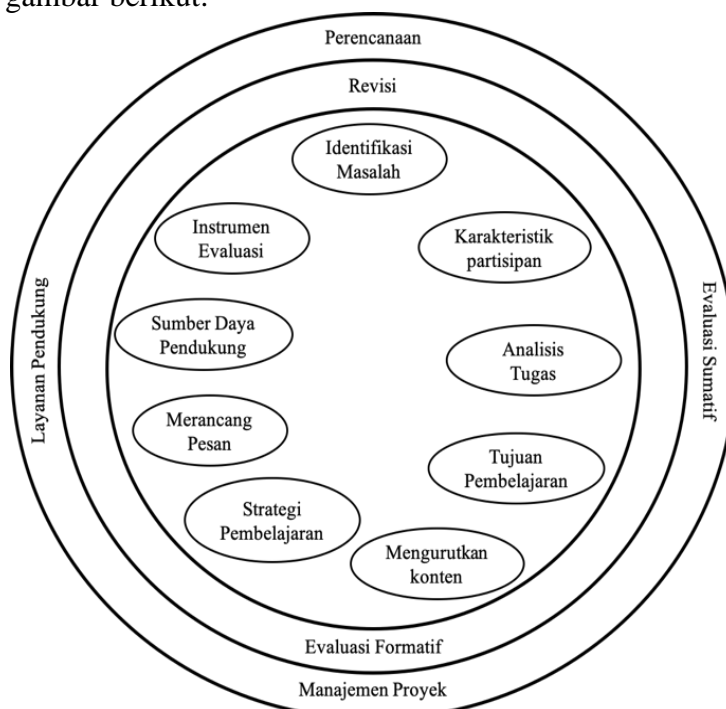 gambar berikut:
Perencanaan
Revisi
Identifikasi
Masalah
Instrumen
Evaluasi
Karakteristik
partisipan
Sumber Daya
Pendukung
Analisis
Tugas
Layanan Pendukung
Evaluasi Sumatif
Merancang
Pesan
Tujuan
Pembelajaran
Strategi
Pembelajaran
Mengurutkan
konten
Evaluasi Formatif
Manajemen Proyek